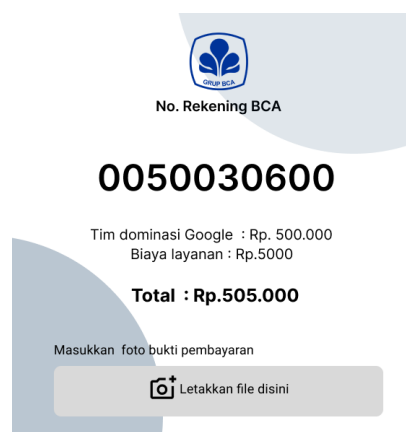 GRUP BCA
No. Rekening BCA
0050030600
Tim dominasi Google : Rp. 500.000
Biaya layanan : Rp.5000
Total : Rp.505.000
Masukkan foto bukti pembayaran
Letakkan file disini